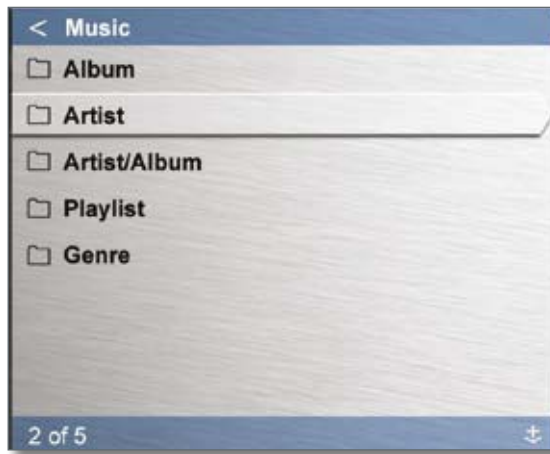 < Music
Album
Artist
Artist/Album
Playlist
Genre
2 of 5